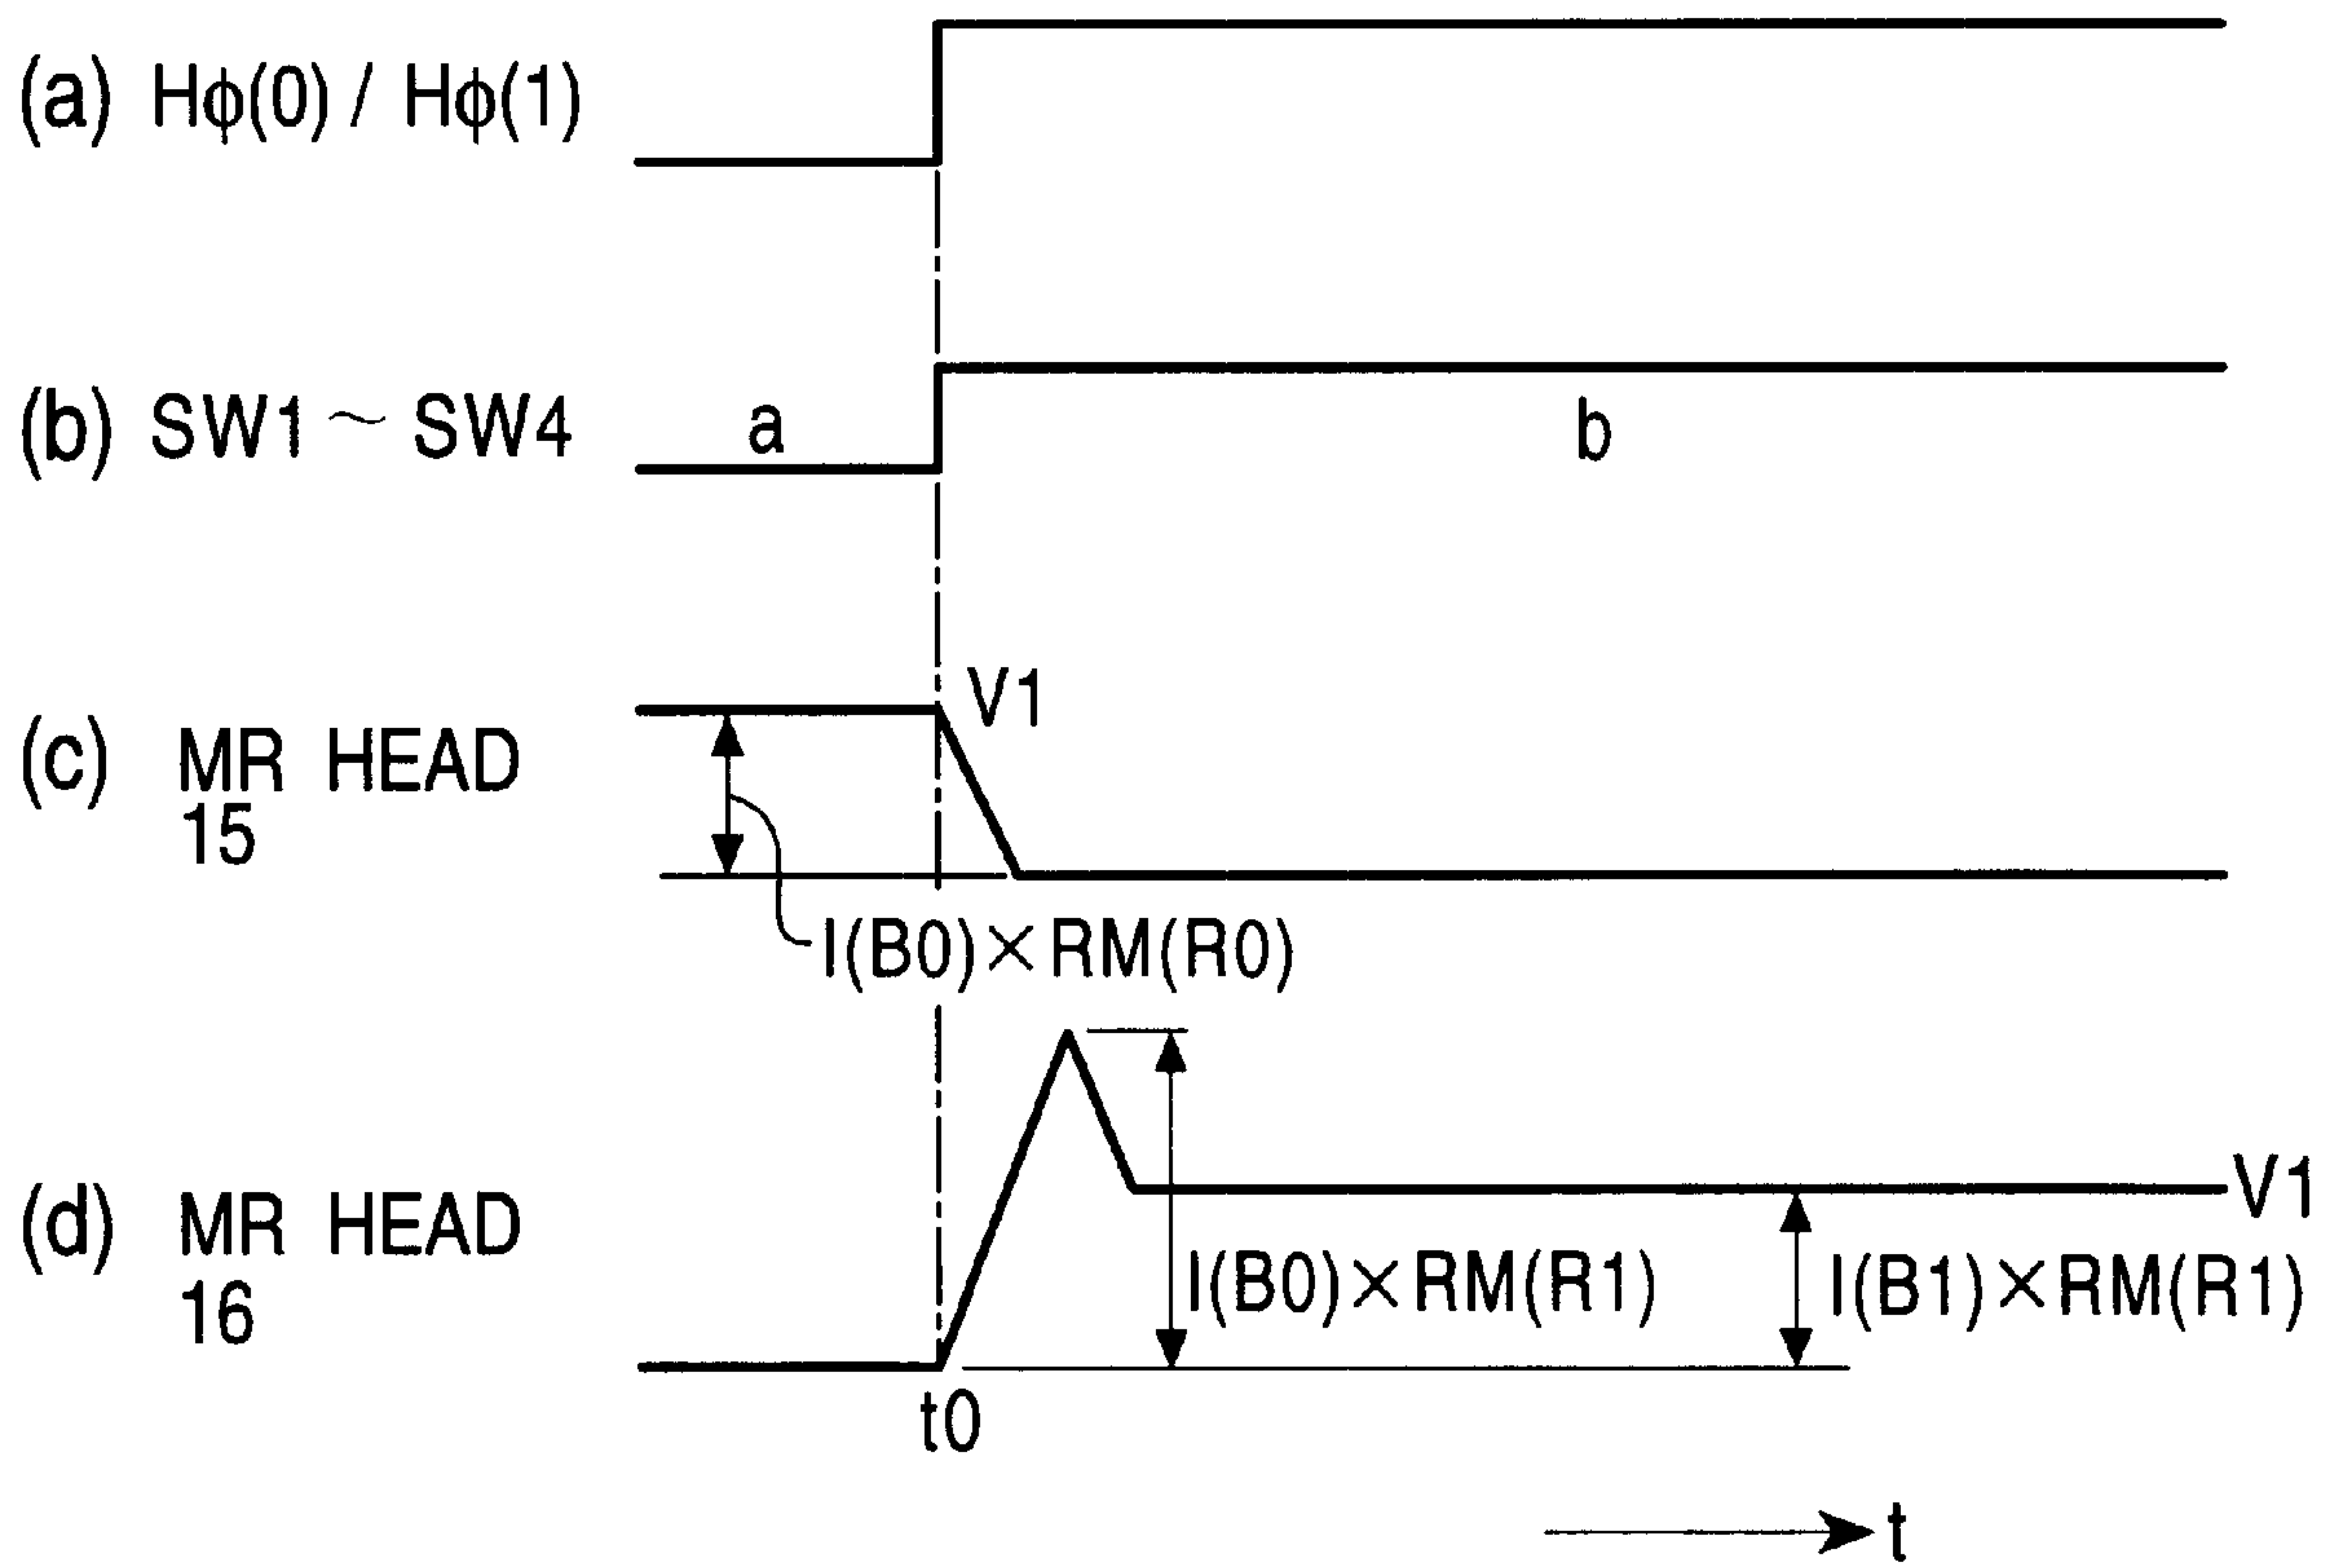 (a) Hϕ(0) / Hϕ(1)
(b) SW1～SW4
a
b
V1
(c) MR HEAD
15
I(B0)×RM(R0)
(d) MR HEAD
16
V1
I(B0)×RM(R1)
I(B1)×RM(R1)
t0
t